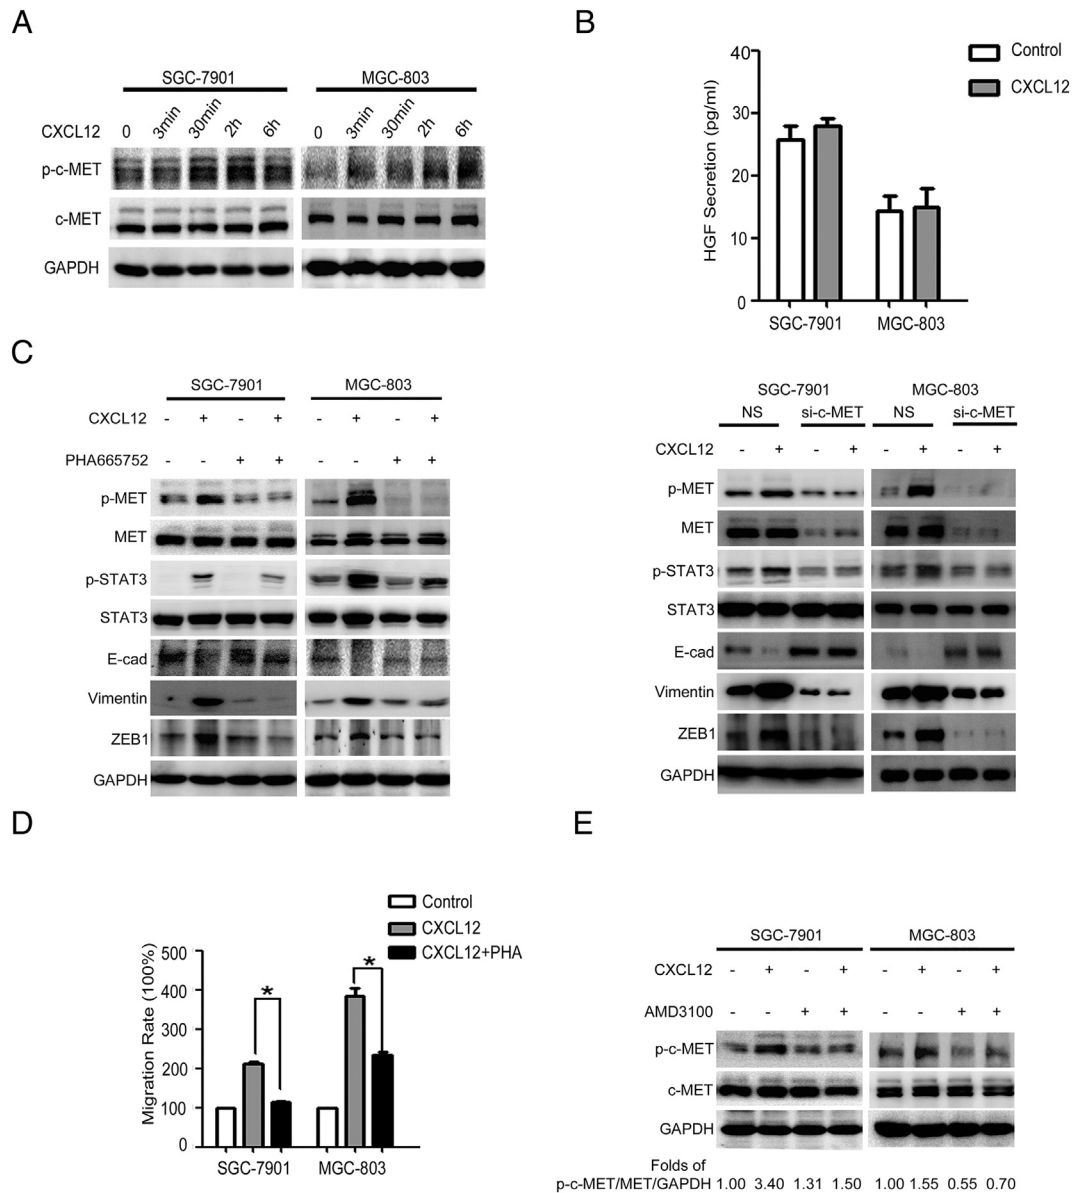 A
SGC-7901 MGC-803
CXCL12 0 3min 30min 2h 6h 0 3min 30min 2h 6h
p-c-MET
c-MET
GAPDH
B
HGF Secretion (pg/ml)
40
30
20
10
0
SGC-7901 MGC-803
Control
CXCL12
C
SGC-7901 MGC-803
CXCL12 - + - + - + - +
PHA665752 - - + + - - + +
p-MET
MET
p-STAT3
STAT3
E-cad
Vimentin
ZEB1
GAPDH
SGC-7901 MGC-803
NS si-c-MET NS si-c-MET
CXCL12 - + - + - + - +
p-MET
MET
p-STAT3
STAT3
E-cad
Vimentin
ZEB1
GAPDH
D
Control
CXCL12
CXCL12+PHA
Migration Rate (100%)
500
400
300
200
100
0
* *
SGC-7901 MGC-803
E
SGC-7901 MGC-803
CXCL12 - + - + - + - +
AMD3100 - - + + - - + +
p-c-MET
c-MET
GAPDH
Folds of
p-c-MET/MET/GAPDH 1.00 3.40 1.31 1.50 1.00 1.55 0.55 0.70